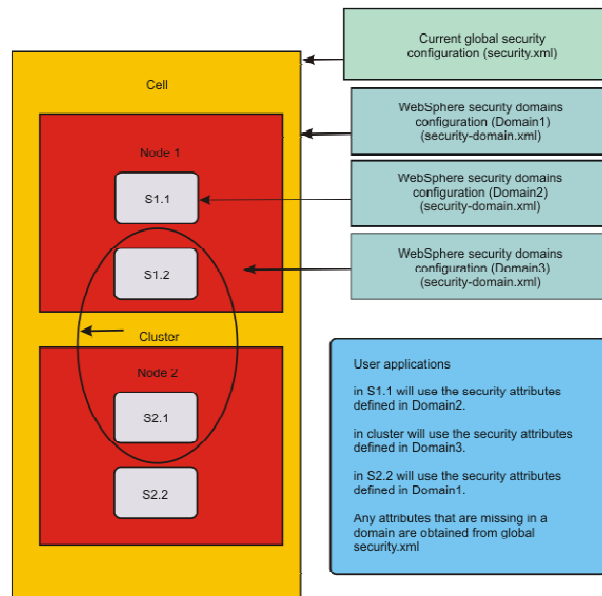 Current global security
configuration (security.xml)
Cell
WebSphere security domains
configuration (Domain1)
(security-domain.xml)
Node 1
S1.1
WebSphere security domains
configuration (Domain2)
(security-domain.xml)
S1.2
WebSphere security domains
configuration (Domain3)
(security-domain.xml)
Cluster
Node 2
S2.1
S2.2
User applications
in S1.1 will use the security attributes
defined in Domain2.
in cluster will use the security attributes
defined in Domain3.
in S2.2 will use the security attributes
defined in Domain1.
Any attributes that are missing in a
domain are obtained from global
security.xml